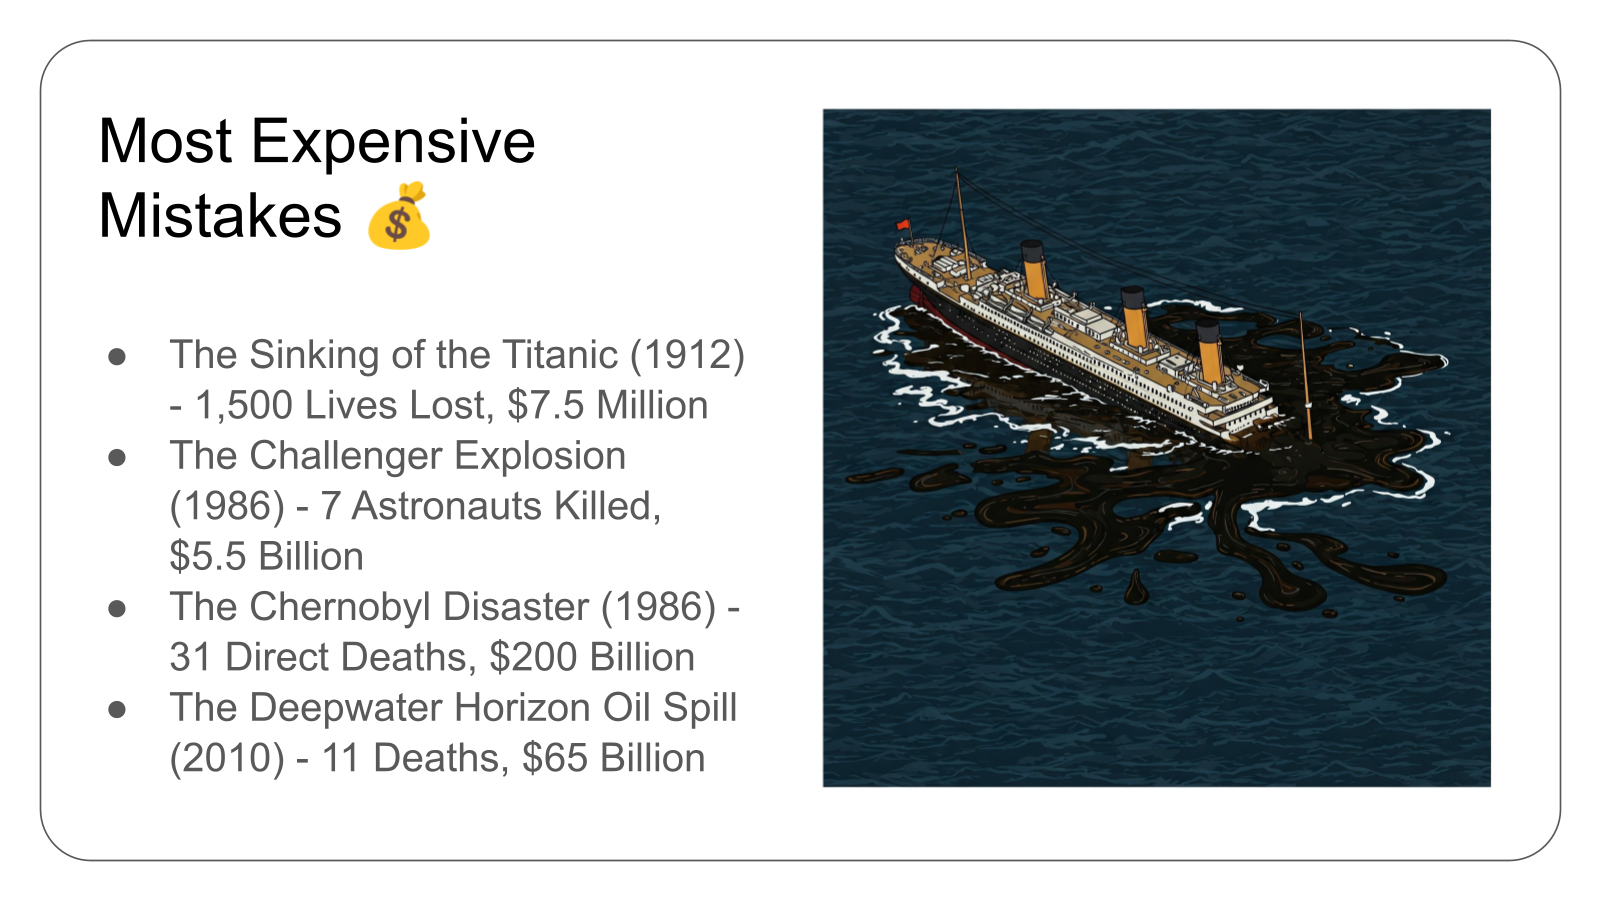 Most Expensive
Mistakes 💰
● The Sinking of the Titanic (1912)
- 1,500 Lives Lost, $7.5 Million
● The Challenger Explosion
(1986) - 7 Astronauts Killed,
$5.5 Billion
● The Chernobyl Disaster (1986) -
31 Direct Deaths, $200 Billion
● The Deepwater Horizon Oil Spill
(2010) - 11 Deaths, $65 Billion